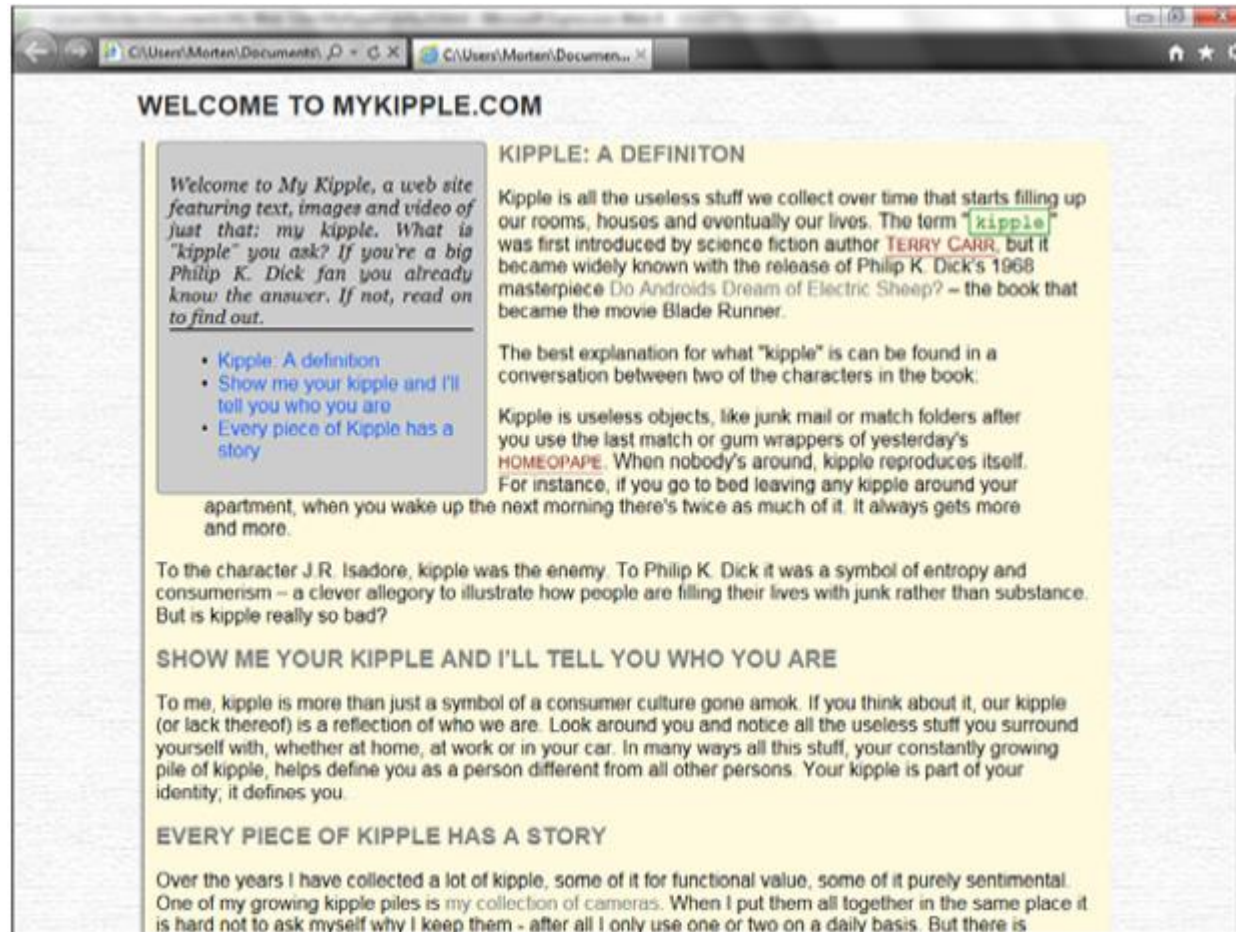 C:\Users\Morten\Documents\
C:\Users\Morten\Documen...
WELCOME TO MYKIPPLE.COM
Welcome to My Kipple, a web site
featuring text, images and video of
just that: my kipple. What is
"kipple" you ask? If you're a big
Philip K. Dick fan you already
know the answer. If not, read on
to find out.
• Kipple: A definition
• Show me your kipple and I'll
tell you who you are
• Every piece of Kipple has a
story
KIPPLE: A DEFINITON
Kipple is all the useless stuff we collect over time that starts filling up
our rooms, houses and eventually our lives. The term "kipple"
was first introduced by science fiction author TERRY CARR, but it
became widely known with the release of Philip K. Dick's 1968
masterpiece Do Androids Dream of Electric Sheep? – the book that
became the movie Blade Runner.
The best explanation for what "kipple" is can be found in a
conversation between two of the characters in the book:
Kipple is useless objects, like junk mail or match folders after
you use the last match or gum wrappers of yesterday's
HOMEOPAPE. When nobody's around, kipple reproduces itself.
For instance, if you go to bed leaving any kipple around your
apartment, when you wake up the next morning there's twice as much of it. It always gets more
and more.
To the character J.R. Isadore, kipple was the enemy. To Philip K. Dick it was a symbol of entropy and
consumerism – a clever allegory to illustrate how people are filling their lives with junk rather than substance.
But is kipple really so bad?
SHOW ME YOUR KIPPLE AND I'LL TELL YOU WHO YOU ARE
To me, kipple is more than just a symbol of a consumer culture gone amok. If you think about it, our kipple
(or lack thereof) is a reflection of who we are. Look around you and notice all the useless stuff you surround
yourself with, whether at home, at work or in your car. In many ways all this stuff, your constantly growing
pile of kipple, helps define you as a person different from all other persons. Your kipple is part of your
identity; it defines you.
EVERY PIECE OF KIPPLE HAS A STORY
Over the years I have collected a lot of kipple, some of it for functional value, some of it purely sentimental.
One of my growing kipple piles is my collection of cameras. When I put them all together in the same place it
is hard not to ask myself why I keep them - after all I only use one or two on a daily basis. But there is